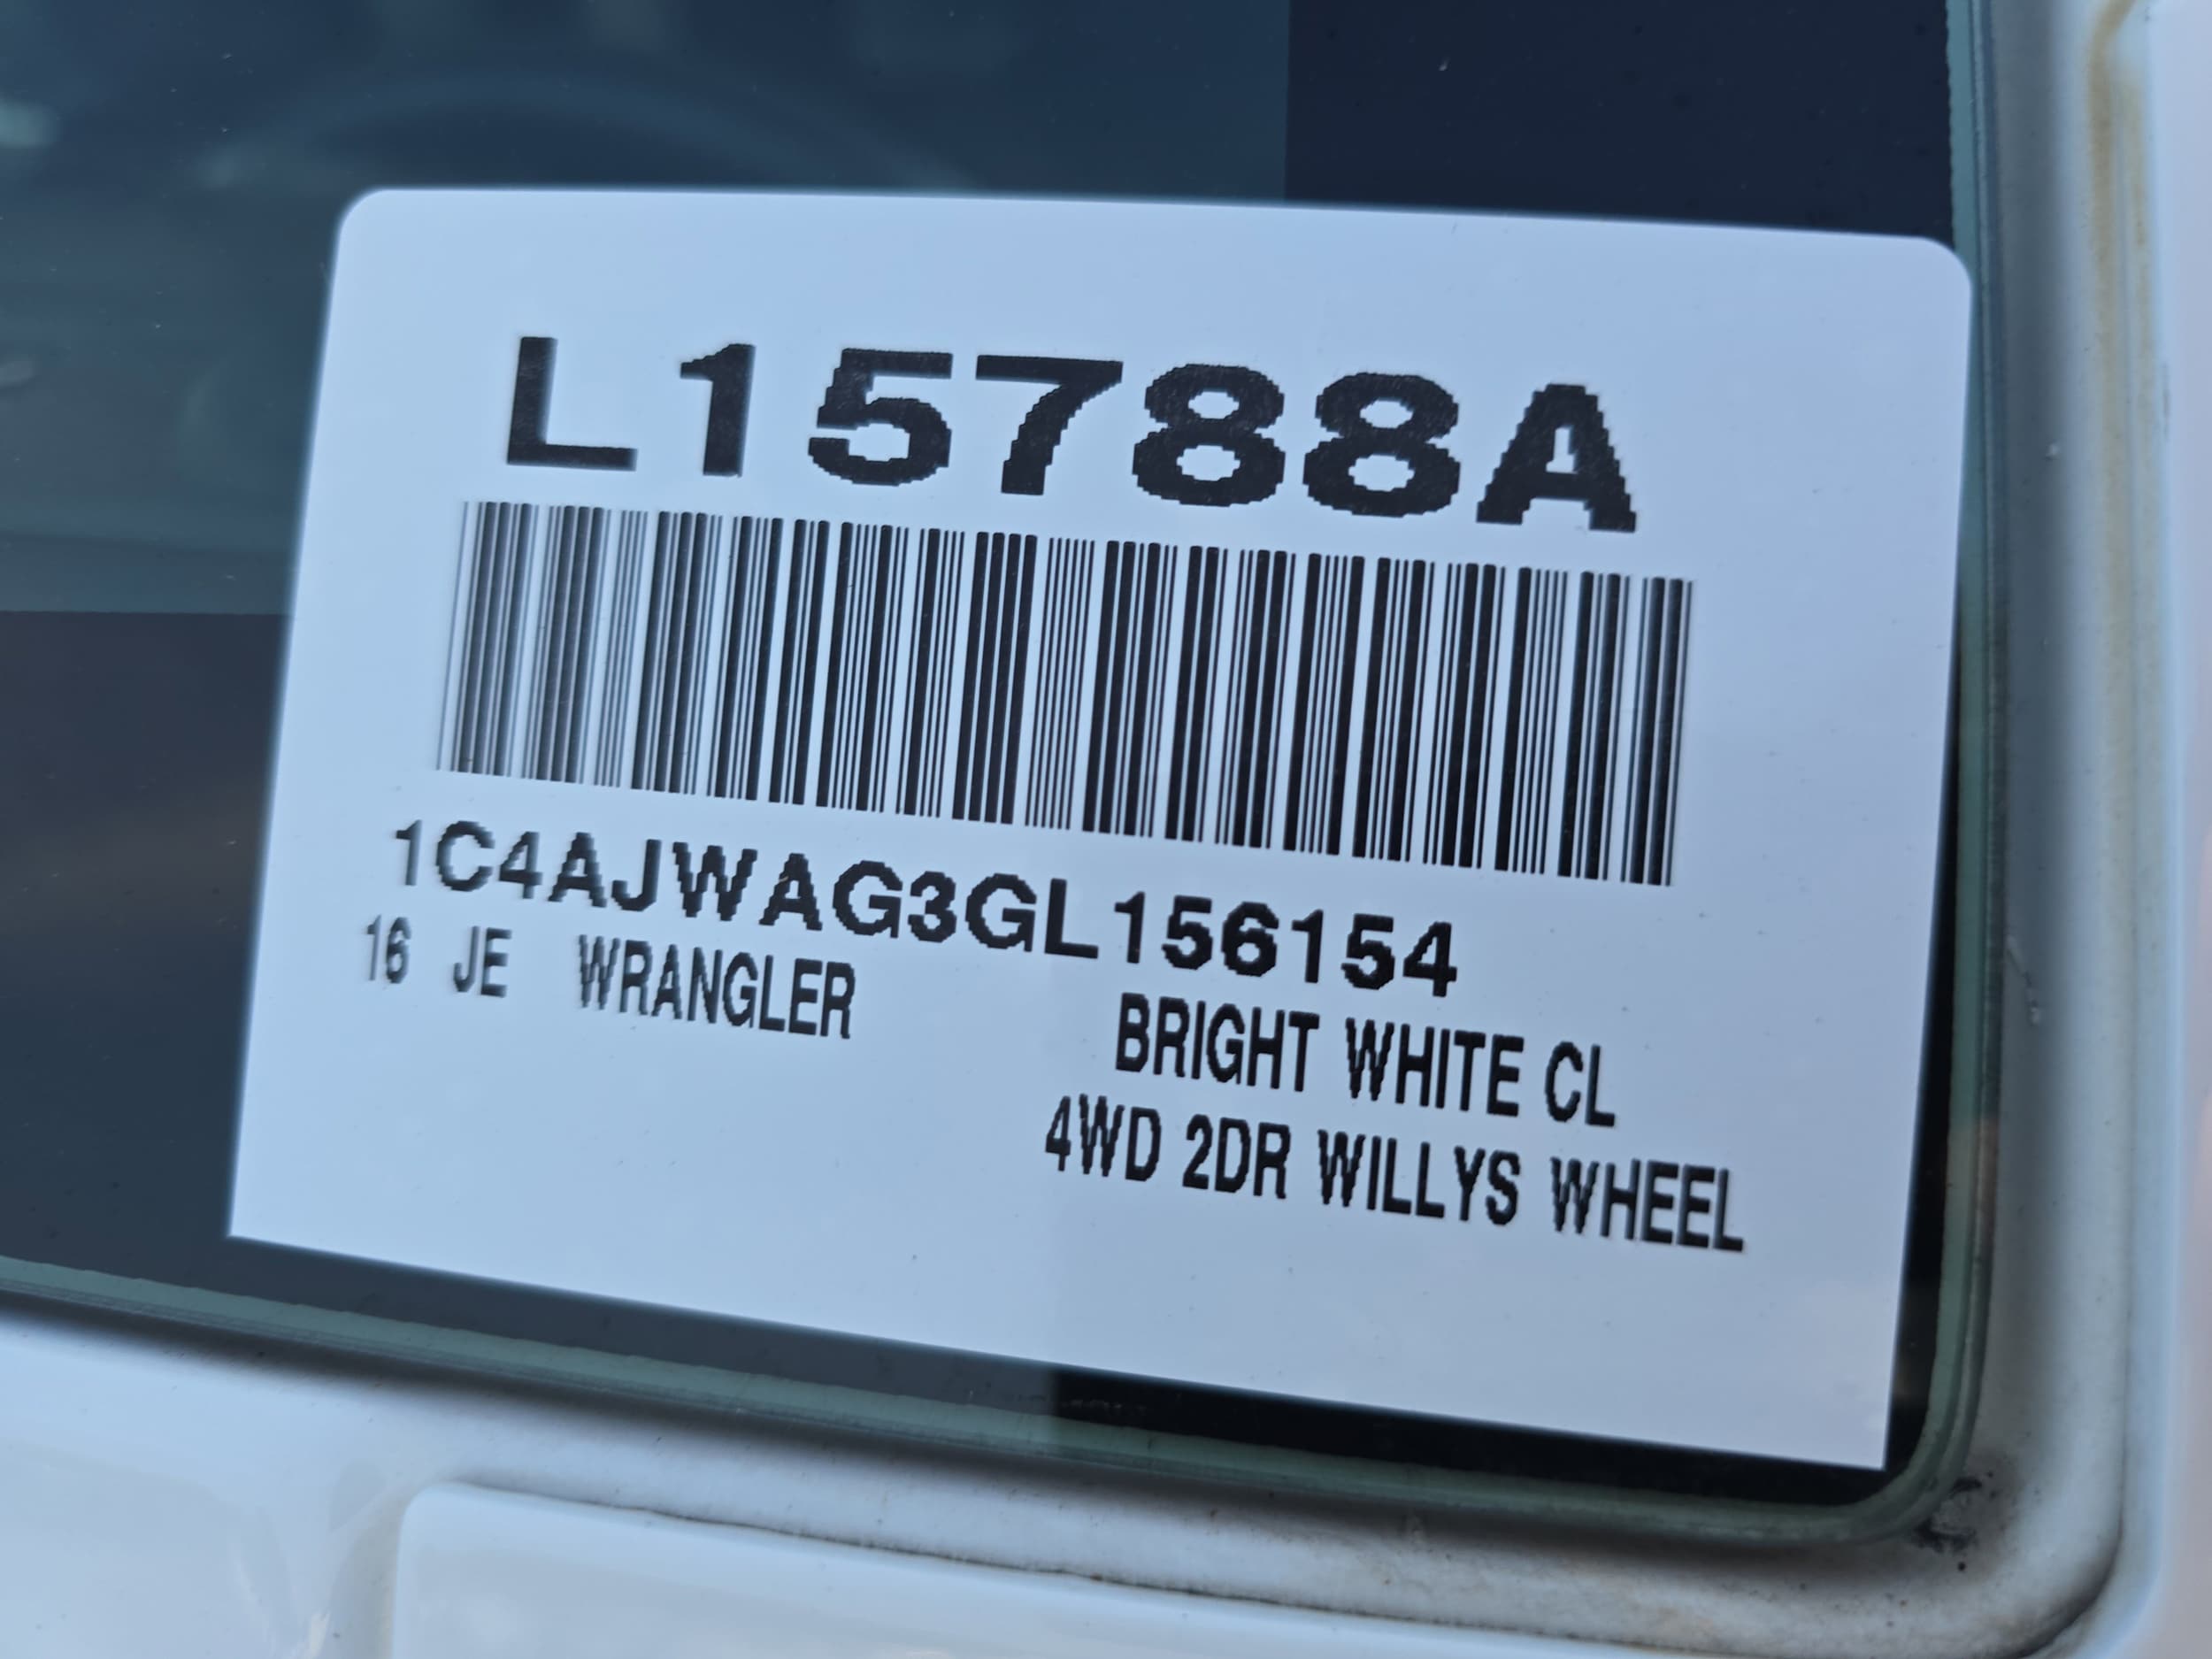 L15788A
1C4AJWAG3GL156154
16 JE WRANGLER
BRIGHT WHITE CL
4WD 2DR WILLYS WHEEL